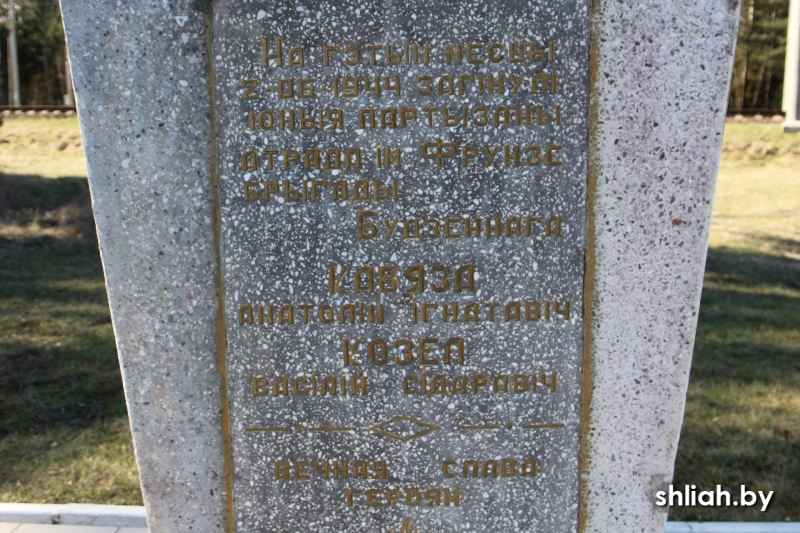 На гэтым месцы
2-06-1944 загінулі
юныя партызаны
атрада ім Фрунзе
брыгады
Будзеннага
КОВЯЗА
Анатолій Ігнатавіч
КОЗЕЛ
Васілій Сідаравіч
Вечная слава
героям
shliah.by